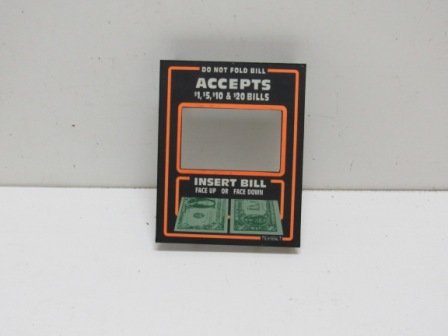 DO NOT FOLD BILL
ACCEPTS
$1, $5, $10 & $20 BILLS
INSERT BILL
FACE UP OR FACE DOWN